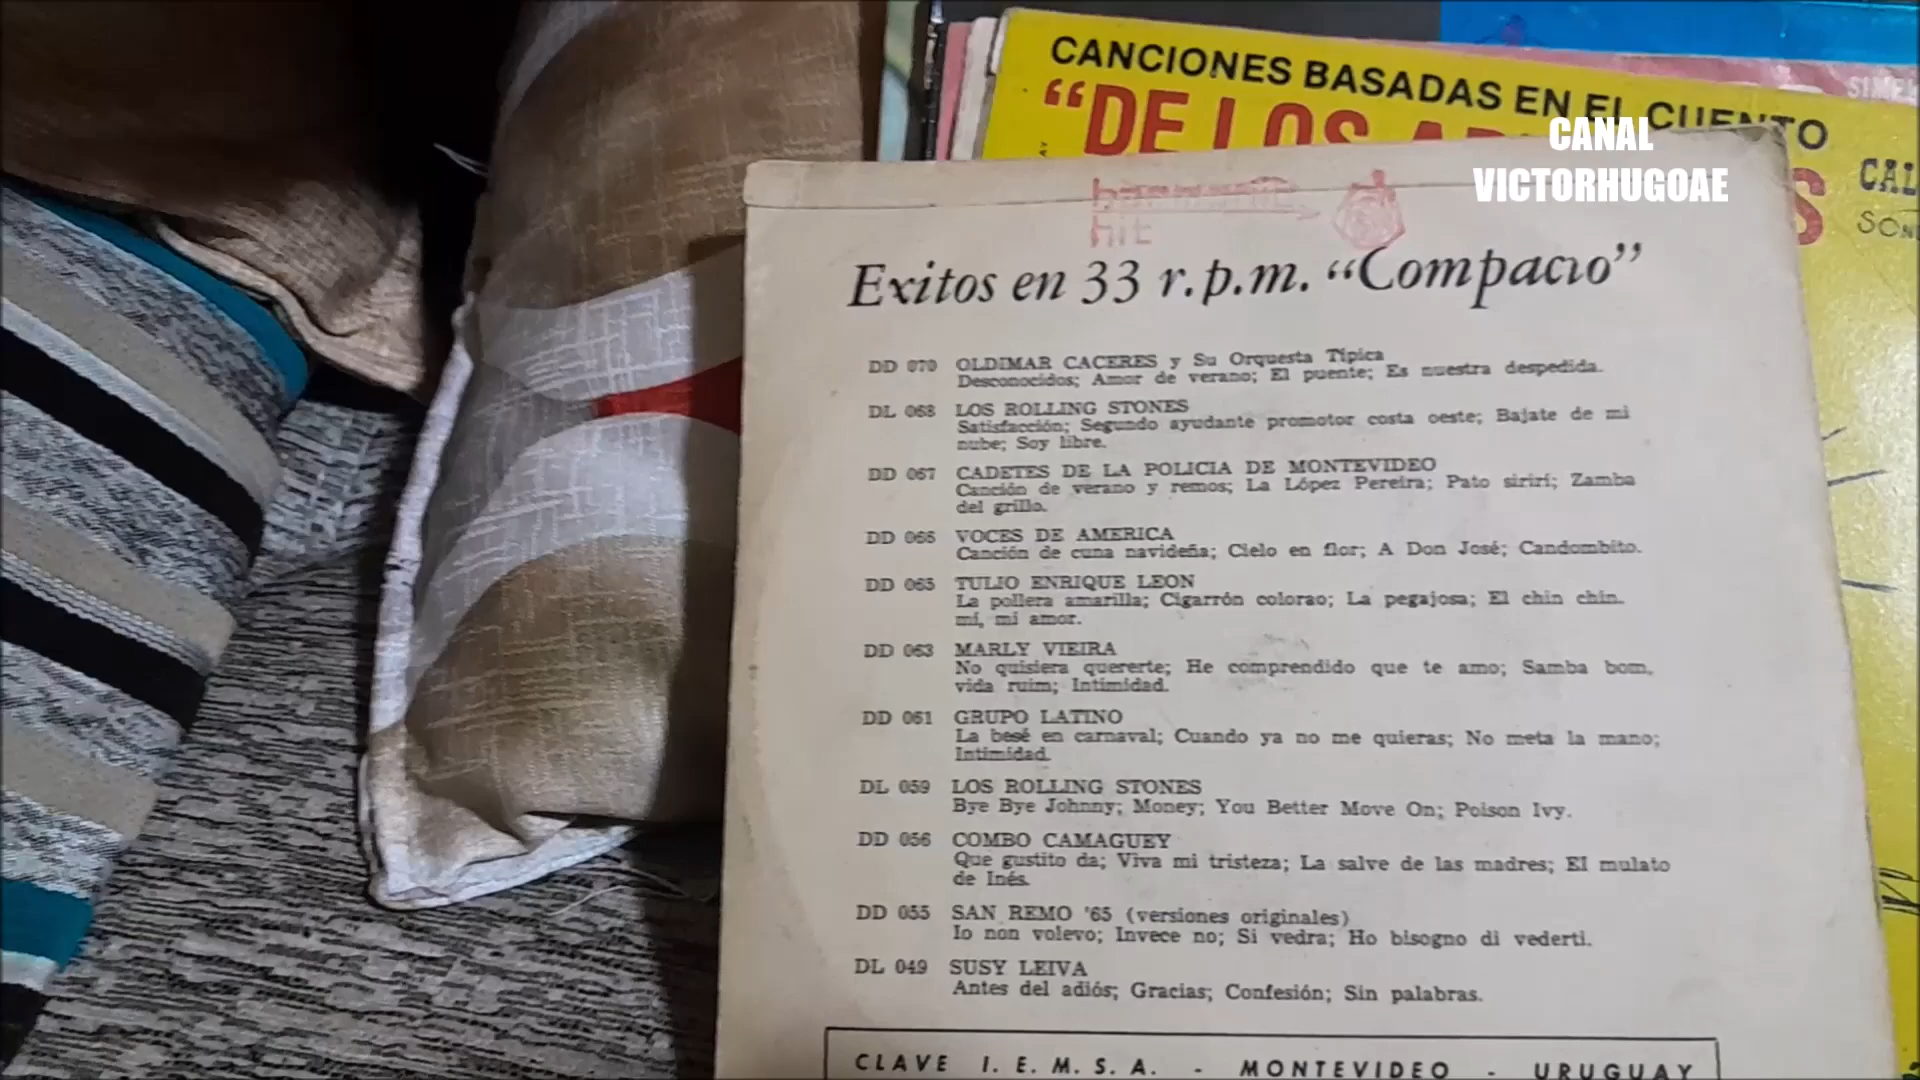 CANCIONES BASADAS EN EL CUENTO
"DE LOS
CANAL
VICTORHUGOAE
CAL
hit
Exitos en 33 r.p.m. "Compacto"
DD 070 OLDIMAR CACERES y Su Orquesta Típica
Desconocidos; Amor de verano; El puente; Es nuestra despedida.
DL 068 LOS ROLLING STONES
Satisfacción; Segundo ayudante promotor costa oeste; Bajate de mi
nube; Soy libre.
DD 067 CADETES DE LA POLICIA DE MONTEVIDEO
Canción de verano y remos; La López Pereira; Pato sirirí; Zamba
del grillo.
DD 066 VOCES DE AMERICA
Canción de cuna navideña; Cielo en flor; A Don José; Candombito.
DD 065 TULIO ENRIQUE LEON
La pollera amarilla; Cigarrón colorao; La pegajosa; El chin chin.
mi, mi amor.
DD 063 MARLY VIEIRA
No quisiera quererte; He comprendido que te amo; Samba bom,
vida ruim; Intimidad.
DD 061 GRUPO LATINO
La besé en carnaval; Cuando ya no me quieras; No meta la mano;
Intimidad.
DL 059 LOS ROLLING STONES
Bye Bye Johnny; Money; You Better Move On; Poison Ivy.
DD 056 COMBO CAMAGUEY
Que gustito da; Viva mi tristeza; La salve de las madres; El mulato
de Inés.
DD 055 SAN REMO '65 (versiones originales)
Io non volevo; Invece no; Si vedra; Ho bisogno di vederti.
DL 049 SUSY LEIVA
Antes del adiós; Gracias; Confesión; Sin palabras.
CLAVE I. E. M. S. A. - MONTEVIDEO - URUGUAY